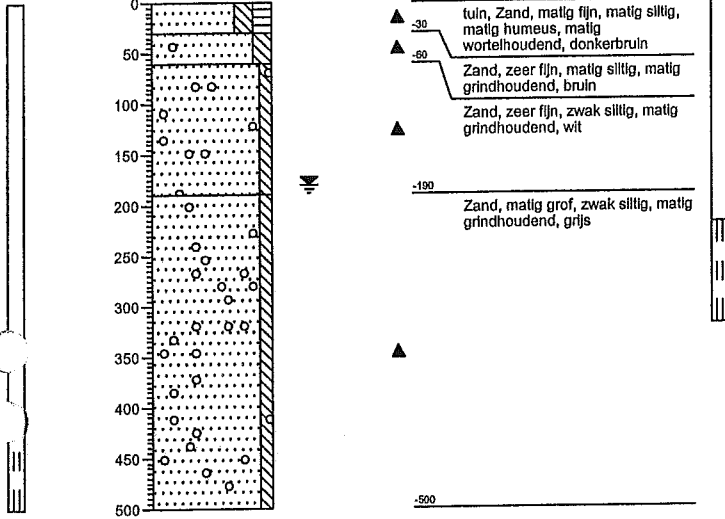 0
50
100
150
200
250
300
350
400
450
500
tuin, Zand, matig fijn, matig siltig,
matig humeus, matig
wortelhoudend, donkerbruin
-30
Zand, zeer fijn, matig siltig, matig
grindhoudend, bruin
-60
Zand, zeer fijn, zwak siltig, matig
grindhoudend, wit
-190
Zand, matig grof, zwak siltig, matig
grindhoudend, grijs
-500